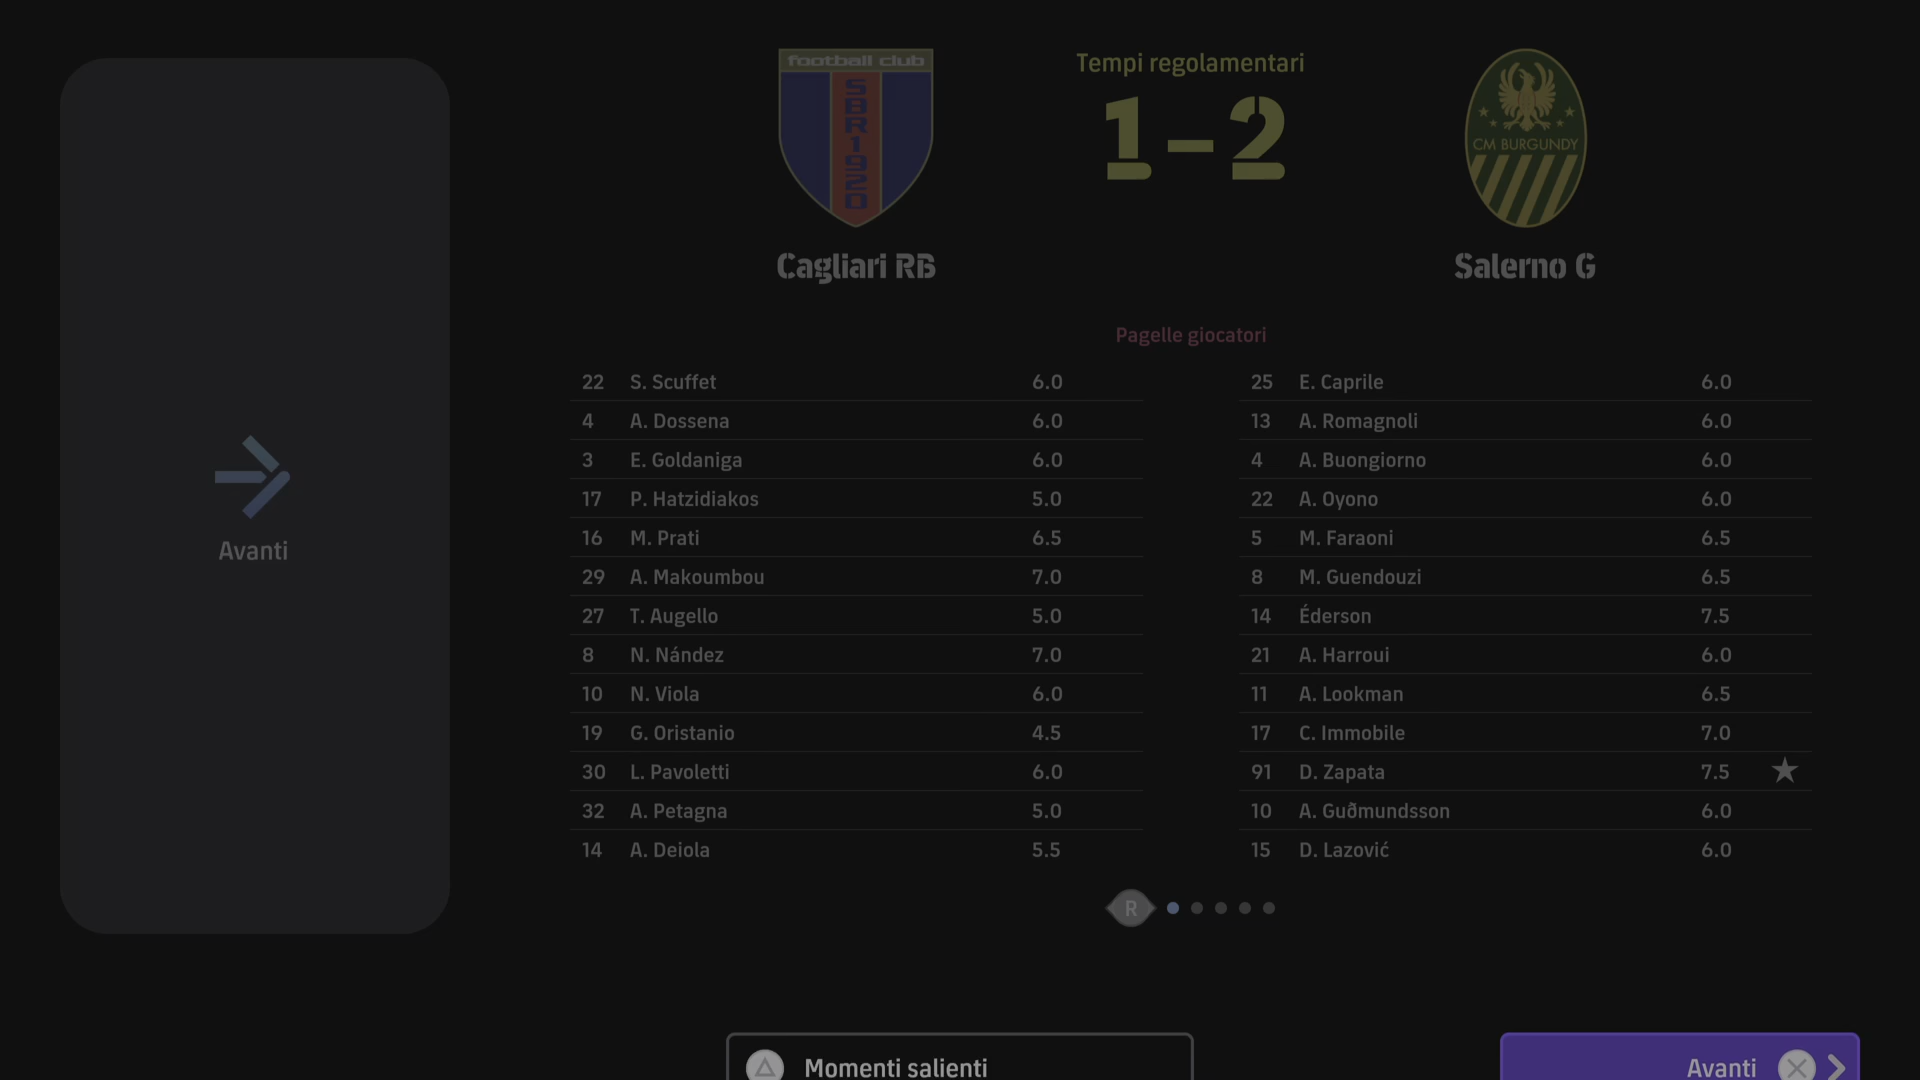 football club
SBR1920
Tempi regolamentari
1-2
CM BURGUNDY
Cagliari RB
Salerno G
Pagelle giocatori
22 S. Scuffet 6.0
4 A. Dossena 6.0
3 E. Goldaniga 6.0
17 P. Hatzidiakos 5.0
16 M. Prati 6.5
29 A. Makoumbou 7.0
27 T. Augello 5.0
8 N. Nández 7.0
10 N. Viola 6.0
19 G. Oristanio 4.5
30 L. Pavoletti 6.0
32 A. Petagna 5.0
14 A. Deiola 5.5
25 E. Caprile 6.0
13 A. Romagnoli 6.0
4 A. Buongiorno 6.0
22 A. Oyono 6.0
5 M. Faraoni 6.5
8 M. Guendouzi 6.5
14 Éderson 7.5
21 A. Harroui 6.0
11 A. Lookman 6.5
17 C. Immobile 7.0
91 D. Zapata 7.5
10 A. Guðmundsson 6.0
15 D. Lazović 6.0
Avanti
R
Momenti salienti
Avanti